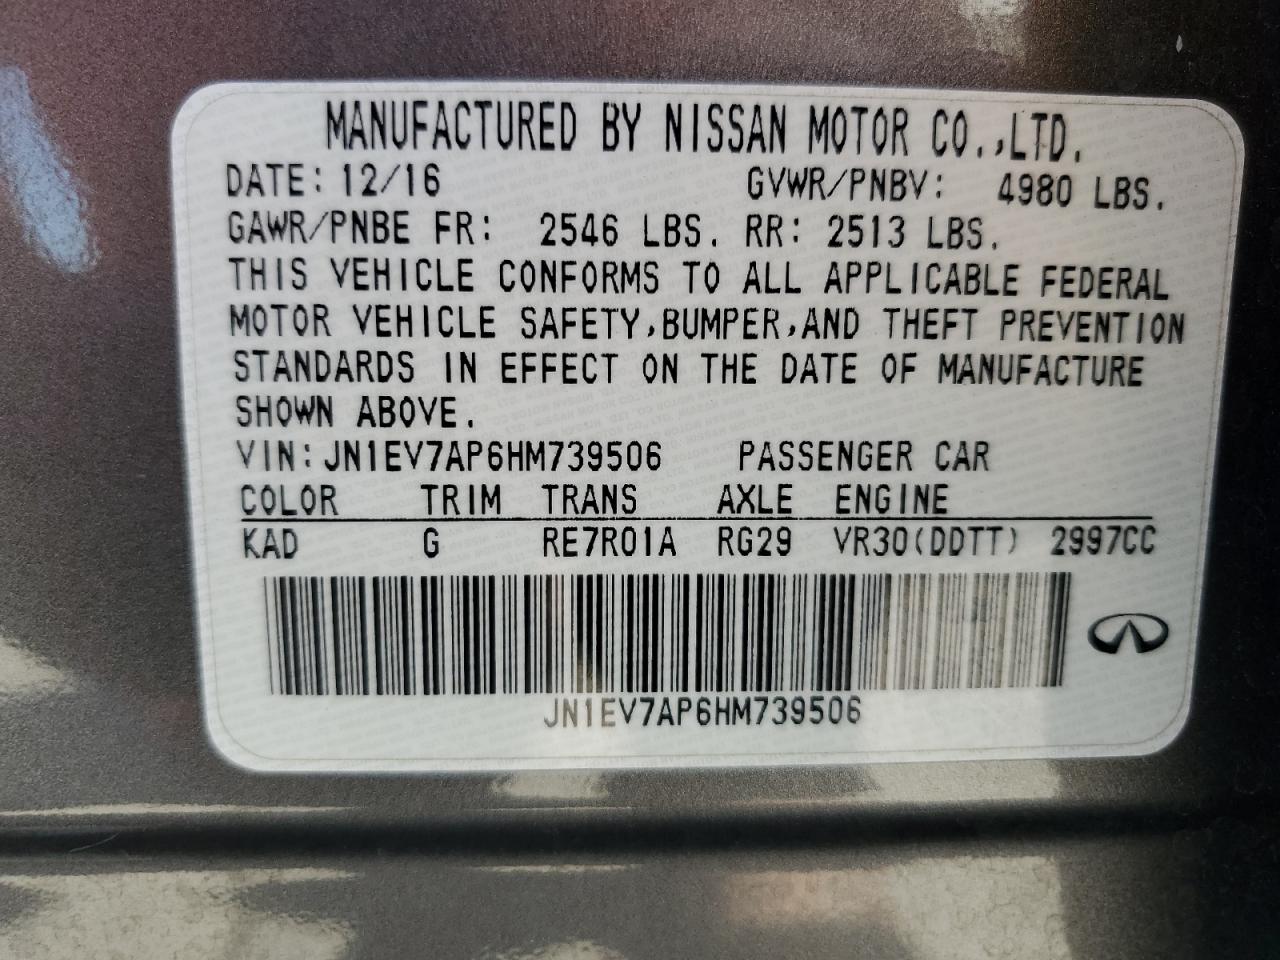 MANUFACTURED BY NISSAN MOTOR CO.,LTD.
DATE: 12/16 GVWR/PNBV: 4980 LBS.
GAWR/PNBE FR: 2546 LBS. RR: 2513 LBS.
THIS VEHICLE CONFORMS TO ALL APPLICABLE FEDERAL
MOTOR VEHICLE SAFETY,BUMPER,AND THEFT PREVENTION
STANDARDS IN EFFECT ON THE DATE OF MANUFACTURE
SHOWN ABOVE.
VIN: JN1EV7AP6HM739506 PASSENGER CAR
COLOR TRIM TRANS AXLE ENGINE
KAD G RE7R01A RG29 VR30(DDTT) 2997CC
JN1EV7AP6HM739506